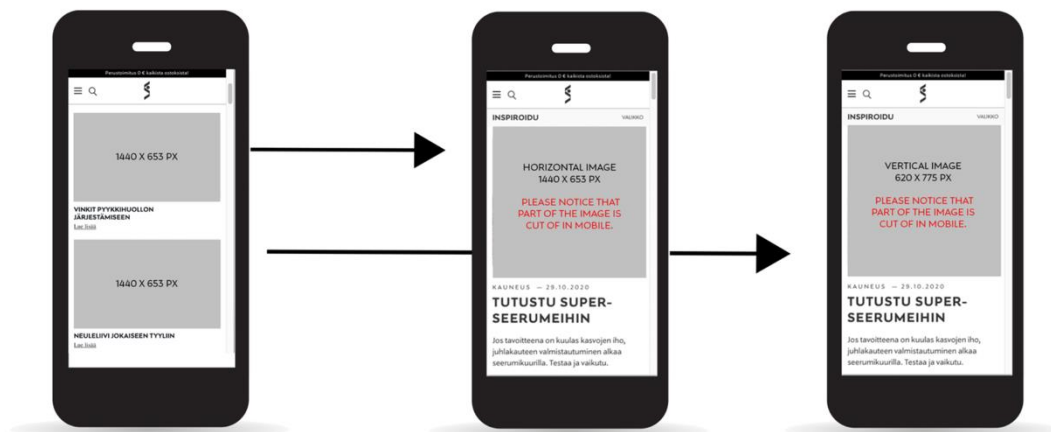 Perustoimitus 0 € kaikista ostoksista!
1440 X 653 PX
VINKIT PYYKKIHUOLLON
JÄRJESTÄMISEEN
Lue lisää
1440 X 653 PX
NEULELIIVI JOKAISEEN TYYLIIN
Lue lisää
Perustoimitus 0 € kaikista ostoksista!
INSPIROIDU
VALIKKO
HORIZONTAL IMAGE
1440 X 653 PX
PLEASE NOTICE THAT
PART OF THE IMAGE IS
CUT OF IN MOBILE.
KAUNEUS — 29.10.2020
TUTUSTU SUPER-
SEERUMEIHIN
Jos tavoitteena on kuulas kasvojen iho,
juhlakauteen valmistautuminen alkaa
seerumikuurilla. Testaa ja vaikutu.
Perustoimitus 0 € kaikista ostoksista!
INSPIROIDU
VALIKKO
VERTICAL IMAGE
620 X 775 PX
PLEASE NOTICE THAT
PART OF THE IMAGE IS
CUT OF IN MOBILE.
KAUNEUS — 29.10.2020
TUTUSTU SUPER-
SEERUMEIHIN
Jos tavoitteena on kuulas kasvojen iho,
juhlakauteen valmistautuminen alkaa
seerumikuurilla. Testaa ja vaikutu.